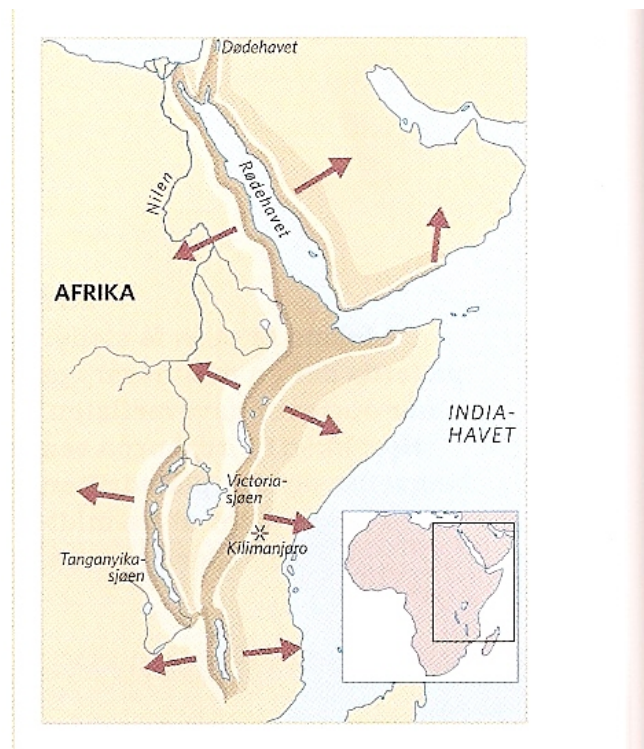 Dødehavet
Nilen
Rødehavet
AFRIKA
INDIA-
HAVET
Victoria-
sjøen
Kilimanjaro
Tanganyika-
sjøen